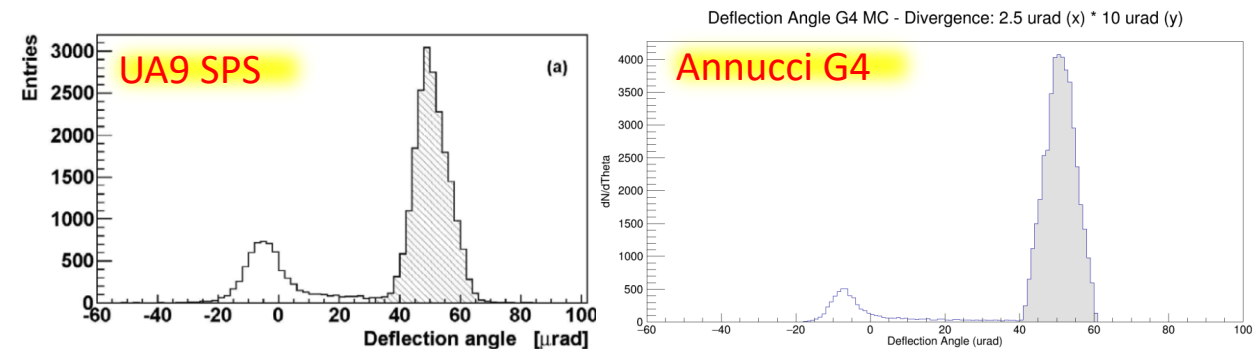 UA9 SPS
(a)
Entries
3000
2500
2000
1500
1000
500
0
-60 -40 -20 0 20 40 60 80 100
Deflection angle [μrad]
Deflection Angle G4 MC - Divergence: 2.5 urad (x) * 10 urad (y)
Annucci G4
dN/dTheta
4000
3500
3000
2500
2000
1500
1000
500
0
−60 −40 −20 0 20 40 60 80 100
Deflection Angle (urad)